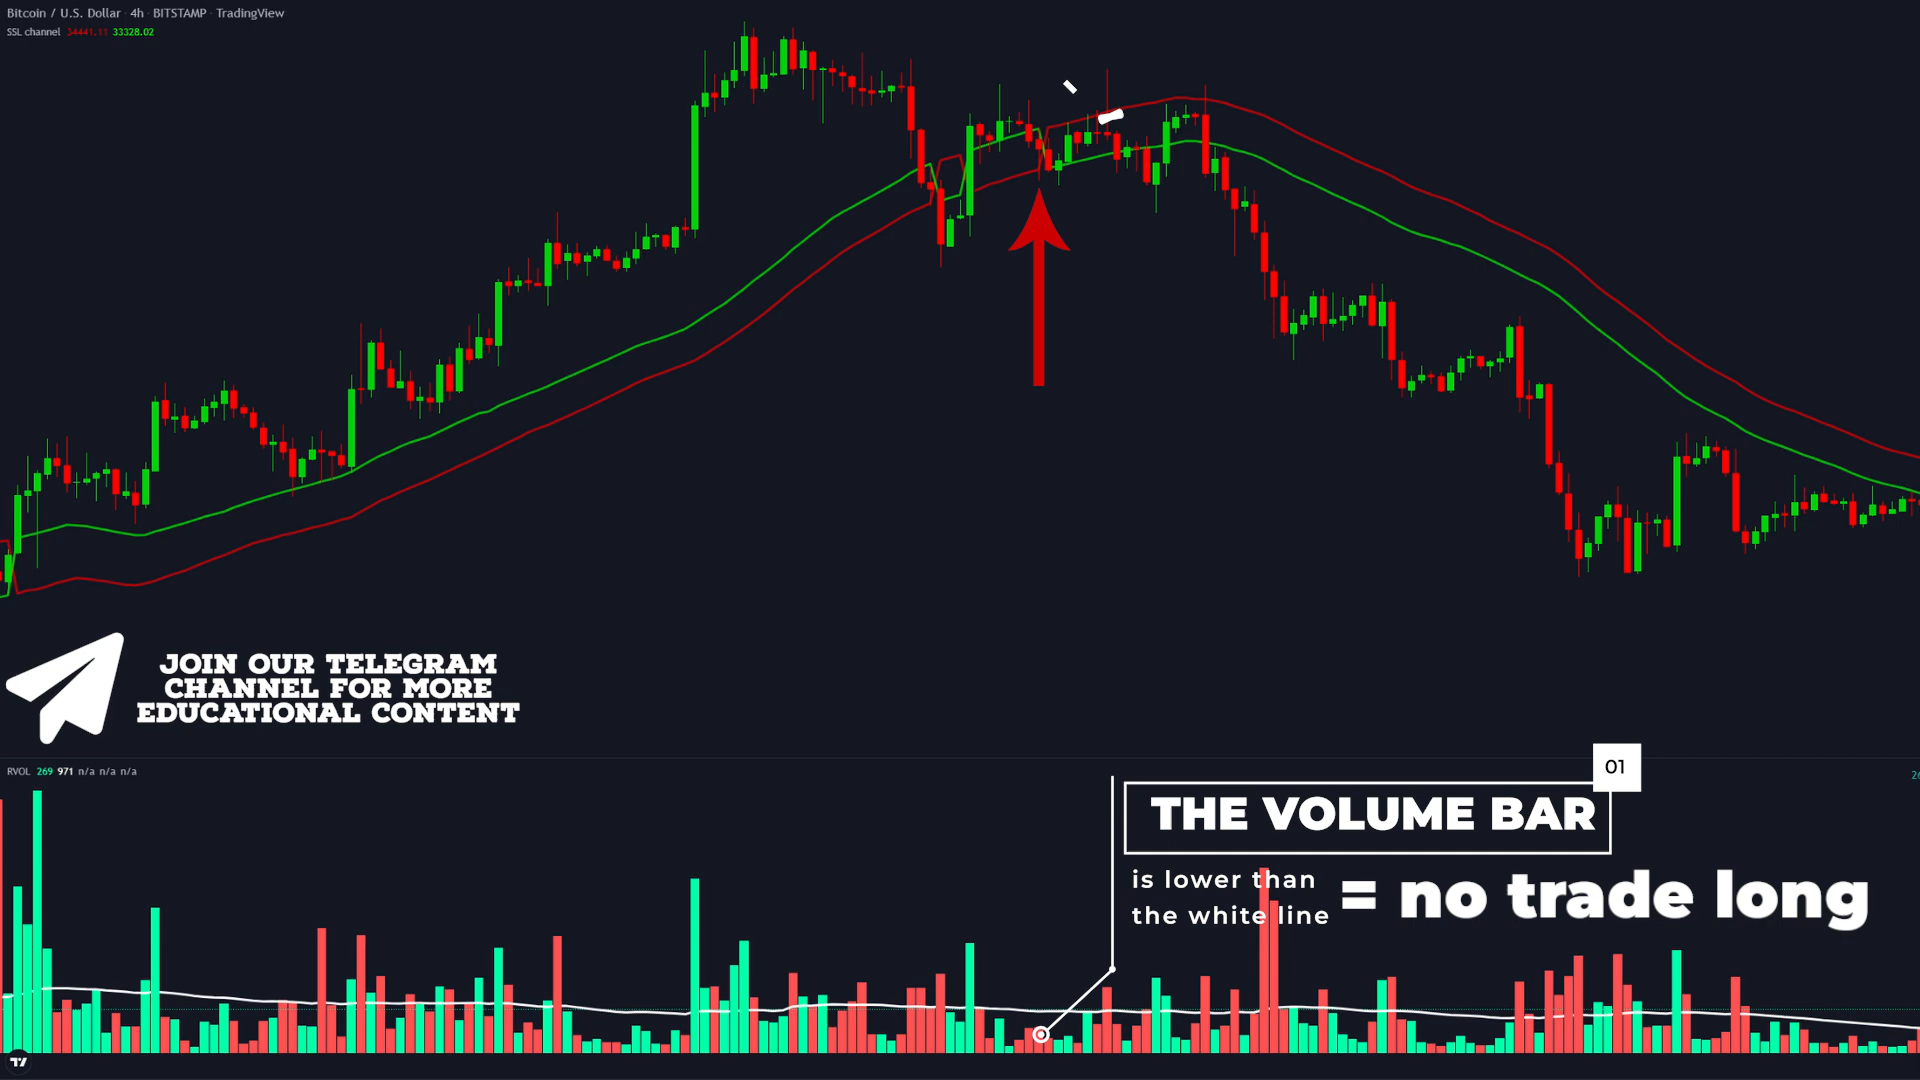 Bitcoin / U.S. Dollar · 4h · BITSTAMP · TradingView
SSL channel 34441.11 33328.02
JOIN OUR TELEGRAM
CHANNEL FOR MORE
EDUCATIONAL CONTENT
RVOL 269 971 n/a n/a n/a
01
THE VOLUME BAR
is lower than
the white line
= no trade long